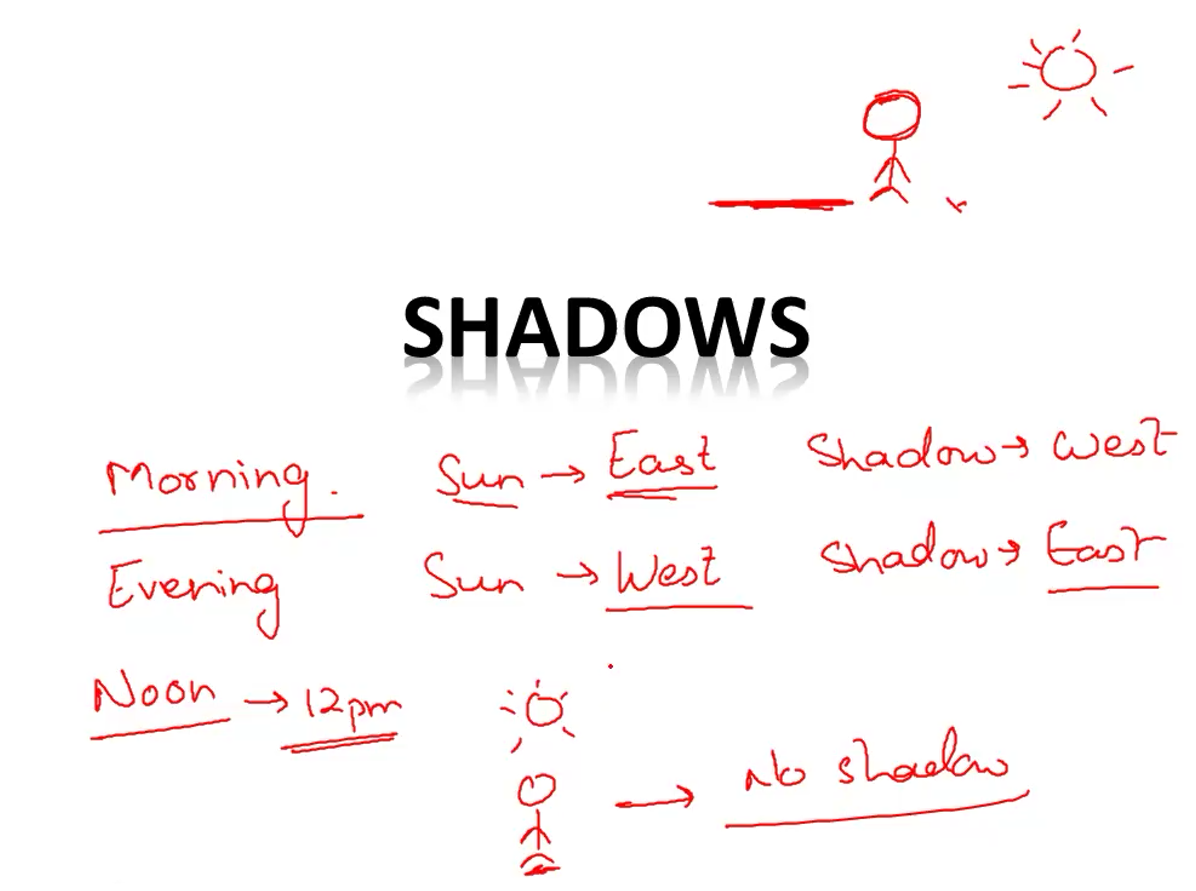 SHADOWS
Morning. Sun → East Shadow → West
Evening Sun → West Shadow → East
Noon → 12pm → No shadow